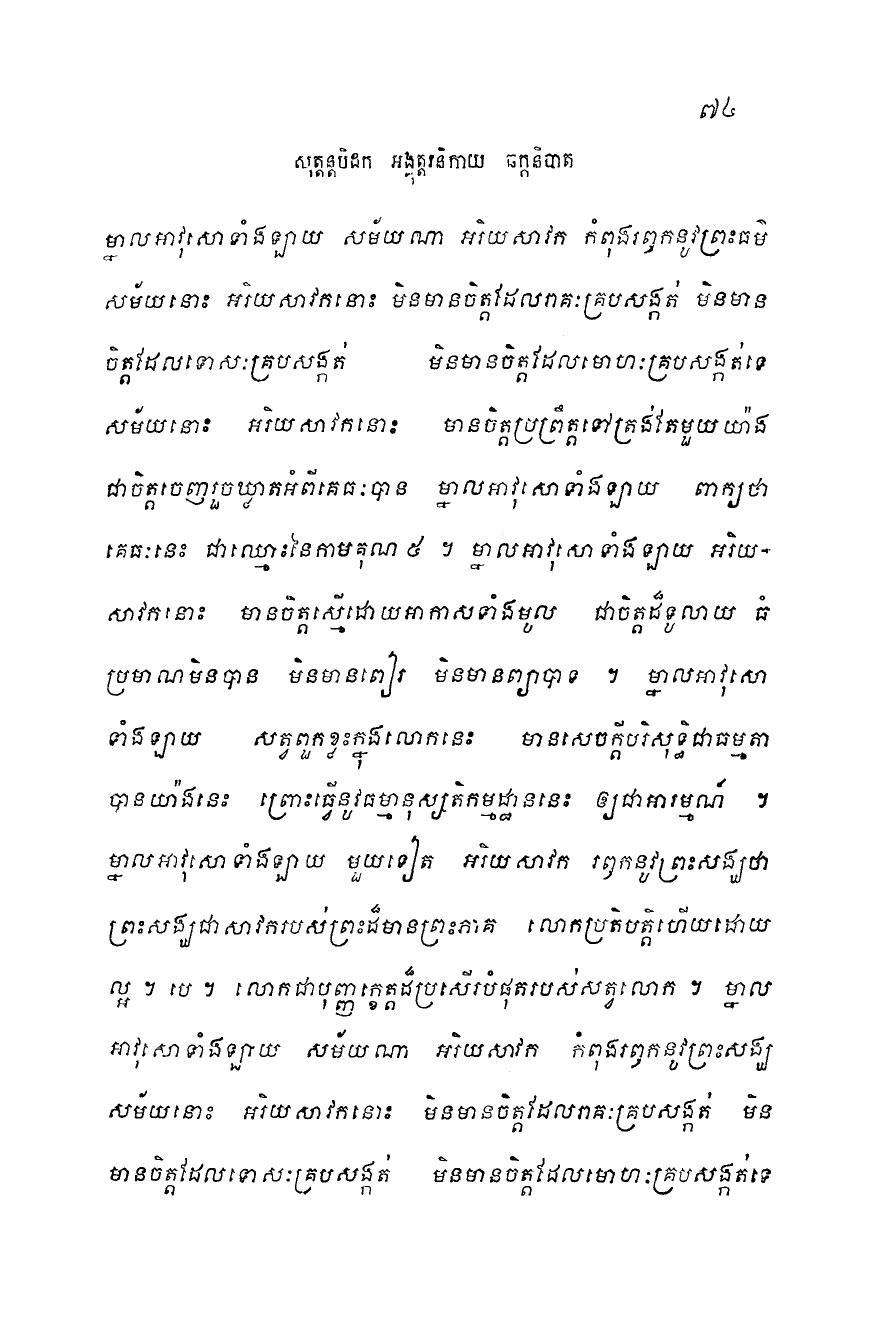 ៧៤
សុត្តន្តបិដក អង្គុត្តរនិកាយ ឆក្កនិបាត
ម្នាលអាវុសោទាំងឡាយ សម័យណា អរិយសាវក កំពុងរឭកនូវព្រះធម៌
សម័យនោះ អរិយសាវកនោះ មិនមានចិត្តដែលរាគៈគ្របសង្កត់ មិនមាន
ចិត្តដែលទោសៈគ្របសង្កត់ មិនមានចិត្តដែលមោហៈគ្របសង្កត់ទេ
សម័យនោះ អរិយសាវកនោះ មានចិត្តប្រព្រឹត្តទៅត្រង់តែមួយយ៉ាង
ជាចិត្តចេញរួចឃ្លាតអំពីគេធៈបាន ម្នាលអាវុសោទាំងឡាយ ពាក្យថា
គេធៈនេះ ជាឈ្មោះនៃកាមគុណ ៥ ។ ម្នាលអាវុសោទាំងឡាយ អរិយ-
សាវកនោះ មានចិត្តស្មើដោយអាកាសទាំងមូល ជាចិត្តដ៏ទូលាយ ធំ
ប្រមាណមិនបាន មិនមានពៀរ មិនមានព្យាបាទ ។ ម្នាលអាវុសោ
ទាំងឡាយ សត្វពួកខ្លះក្នុងលោកនេះ មានសេចក្តីបរិសុទ្ធិជាធម្មតា
បានយ៉ាងនេះ ព្រោះធ្វើនូវធម្មានុស្សតិកម្មដ្ឋាននេះ ឲ្យជាអារម្មណ៍ ។
ម្នាលអាវុសោទាំងឡាយ មួយទៀត អរិយសាវក រឭកនូវព្រះសង្ឃថា
ព្រះសង្ឃជាសាវករបស់ព្រះដ៏មានព្រះភាគ លោកប្រតិបត្តិហើយដោយ
ល្អ ។ បេ ។ លោកជាបុញ្ញក្ខេត្តដ៏ប្រសើរបំផុតរបស់សត្វលោក ។ ម្នាល
អាវុសោទាំងឡាយ សម័យណា អរិយសាវក កំពុងរឭកនូវព្រះសង្ឃ
សម័យនោះ អរិយសាវកនោះ មិនមានចិត្តដែលរាគៈគ្របសង្កត់ មិន
មានចិត្តដែលទោសៈគ្របសង្កត់ មិនមានចិត្តដែលមោហៈគ្របសង្កត់ទេ